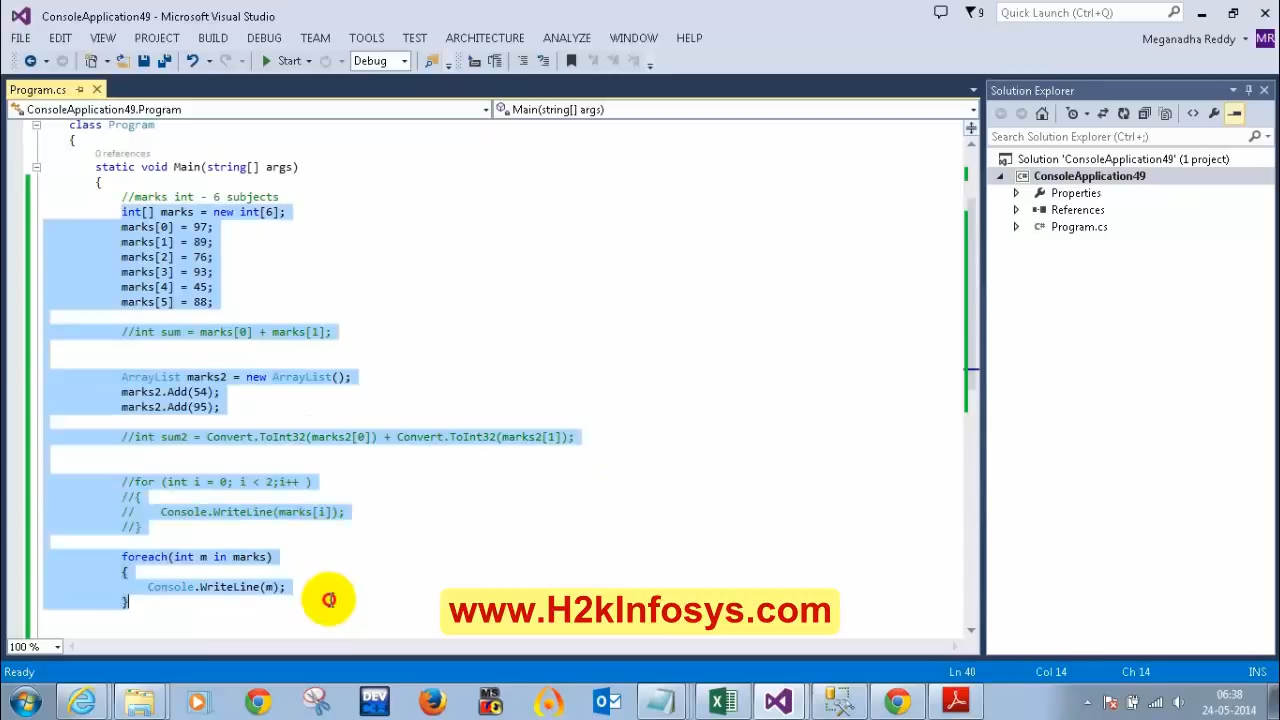 ConsoleApplication49 - Microsoft Visual Studio
9
Quick Launch (Ctrl+Q)
FILE EDIT VIEW PROJECT BUILD DEBUG TEAM TOOLS TEST ARCHITECTURE ANALYZE WINDOW HELP
Meganadha Reddy MR
Start Debug
Program.cs
ConsoleApplication49.Program
Main(string[] args)
class Program
{
0 references
static void Main(string[] args)
{
//marks int - 6 subjects
int[] marks = new int[6];
marks[0] = 97;
marks[1] = 89;
marks[2] = 76;
marks[3] = 93;
marks[4] = 45;
marks[5] = 88;
//int sum = marks[0] + marks[1];
ArrayList marks2 = new ArrayList();
marks2.Add(54);
marks2.Add(95);
//int sum2 = Convert.ToInt32(marks2[0]) + Convert.ToInt32(marks2[1]);
//for (int i = 0; i < 2;i++ )
//{
// Console.WriteLine(marks[i]);
//}
foreach(int m in marks)
{
Console.WriteLine(m);
}
100 %
Solution Explorer
Search Solution Explorer (Ctrl+;)
Solution 'ConsoleApplication49' (1 project)
C# ConsoleApplication49
Properties
References
C# Program.cs
www.H2kInfosys.com
Ready
Ln 40 Col 14 Ch 14 INS
DEV
MS
06:38
24-05-2014